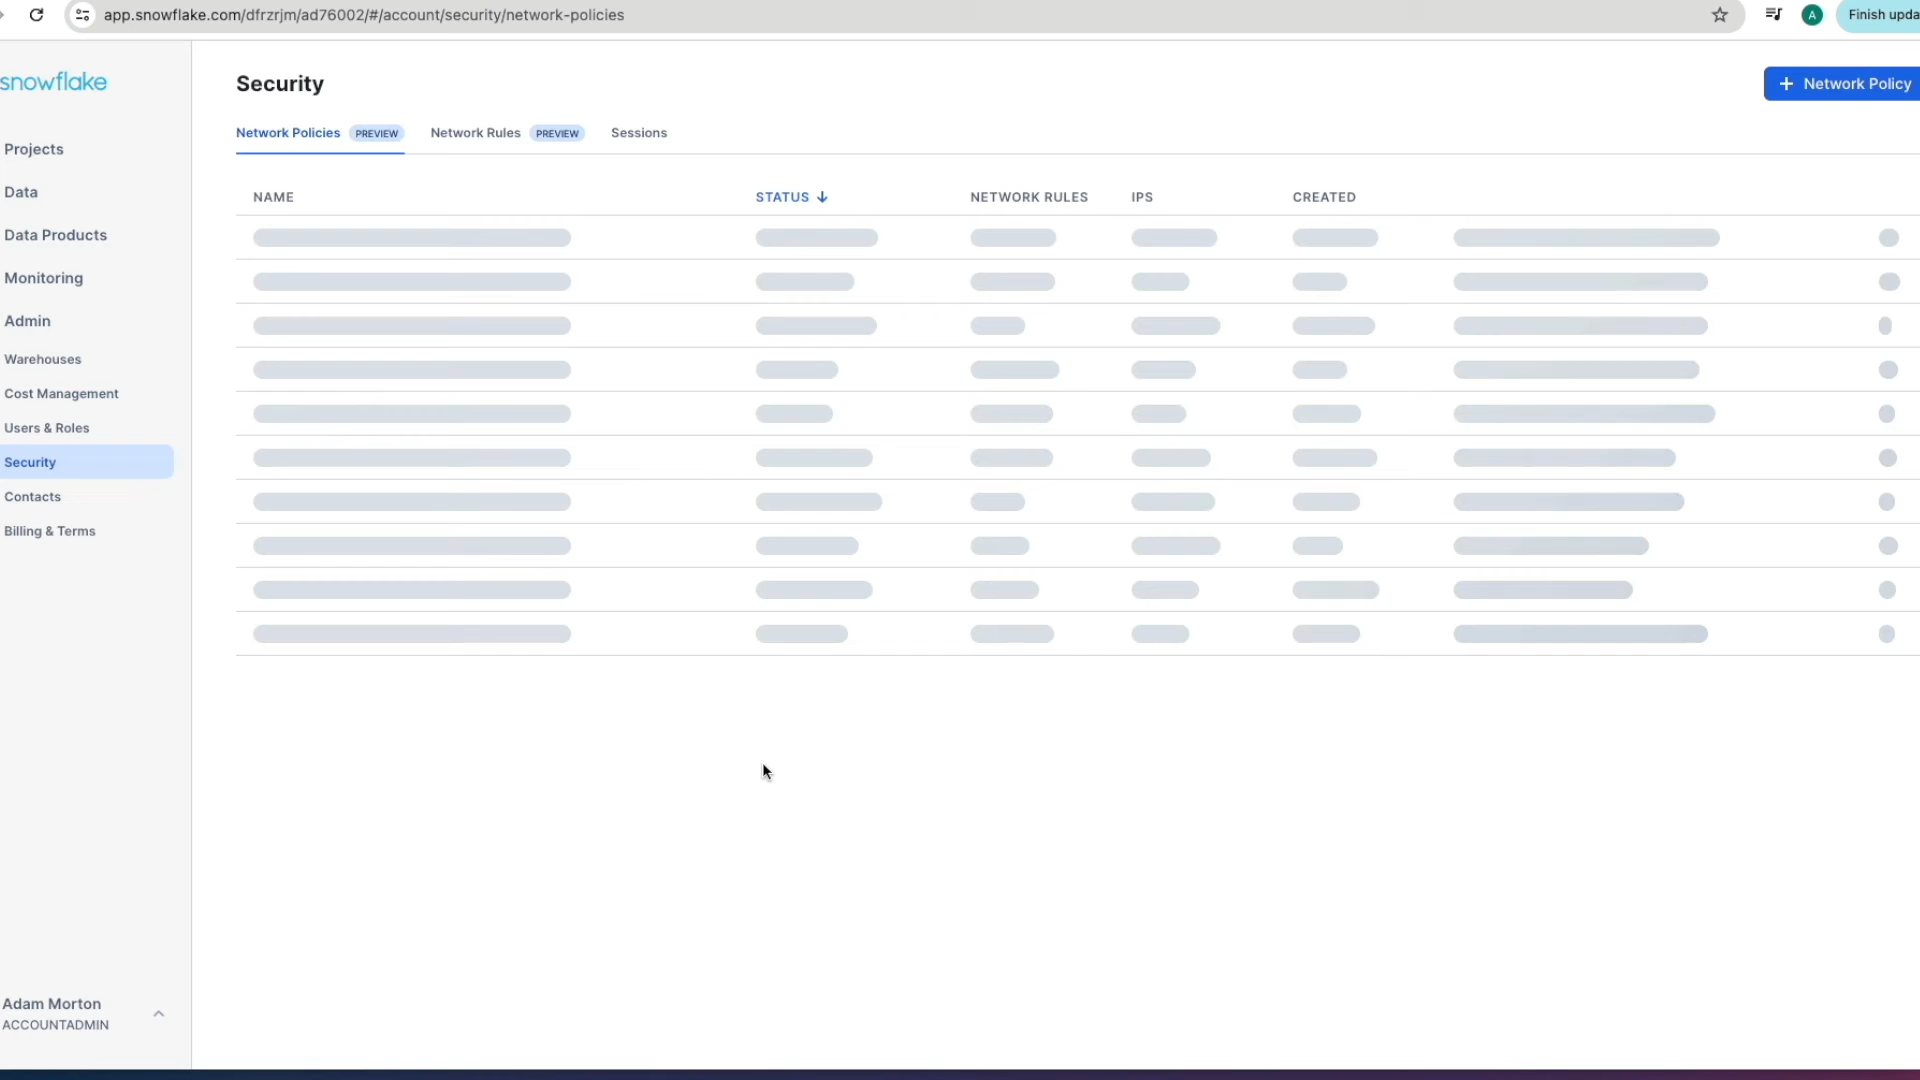 app.snowflake.com/dfrzrjm/ad76002/#/account/security/network-policies
A
Finish upda
snowflake
Projects
Data
Data Products
Monitoring
Admin
Warehouses
Cost Management
Users & Roles
Security
Contacts
Billing & Terms
Adam Morton
ACCOUNTADMIN
Security
+ Network Policy
Network Policies PREVIEW Network Rules PREVIEW Sessions
NAME STATUS ↓ NETWORK RULES IPS CREATED